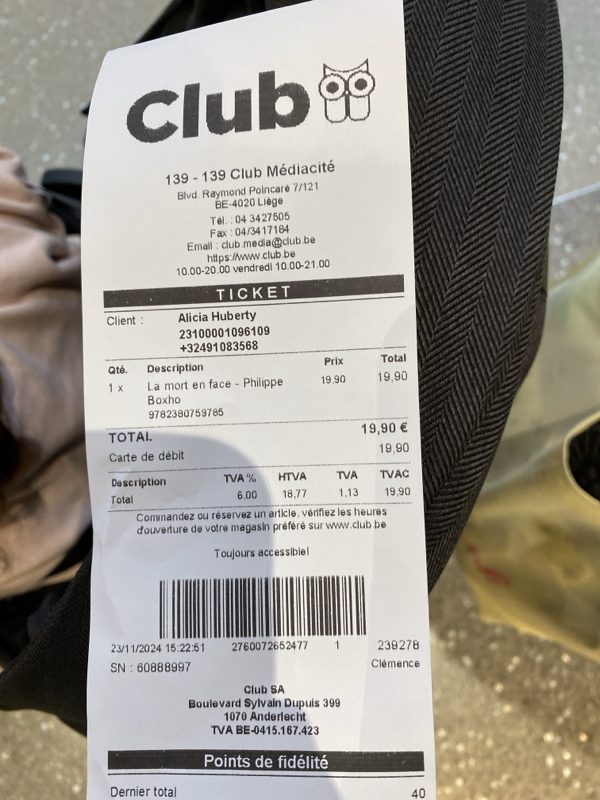 Club
139 - 139 Club Médiacité
Blvd. Raymond Poincaré 7/121
BE-4020 Liège
Tél. : 04 3427505
Fax : 04/3417184
Email : club.media@club.be
https://www.club.be
10.00-20.00 vendredi 10.00-21.00
TICKET
Client : Alicia Huberty
23100001096109
+32491083568
Qté. Description Prix Total
1 x La mort en face - Philippe 19,90 19,90
Boxho
9782380759785
TOTAL 19,90 €
Carte de débit 19,90
Description TVA% HTVA TVA TVAC
Total 6,00 18,77 1,13 19,90
Commandez ou réservez un article, vérifiez les heures
d'ouverture de votre magasin préféré sur www.club.be
Toujours accessible!
23/11/2024 15:22:51 2760072652477 1 239278
SN : 60888997 Clémence
Club SA
Boulevard Sylvain Dupuis 399
1070 Anderlecht
TVA BE-0415.167.423
Points de fidélité
Dernier total 40